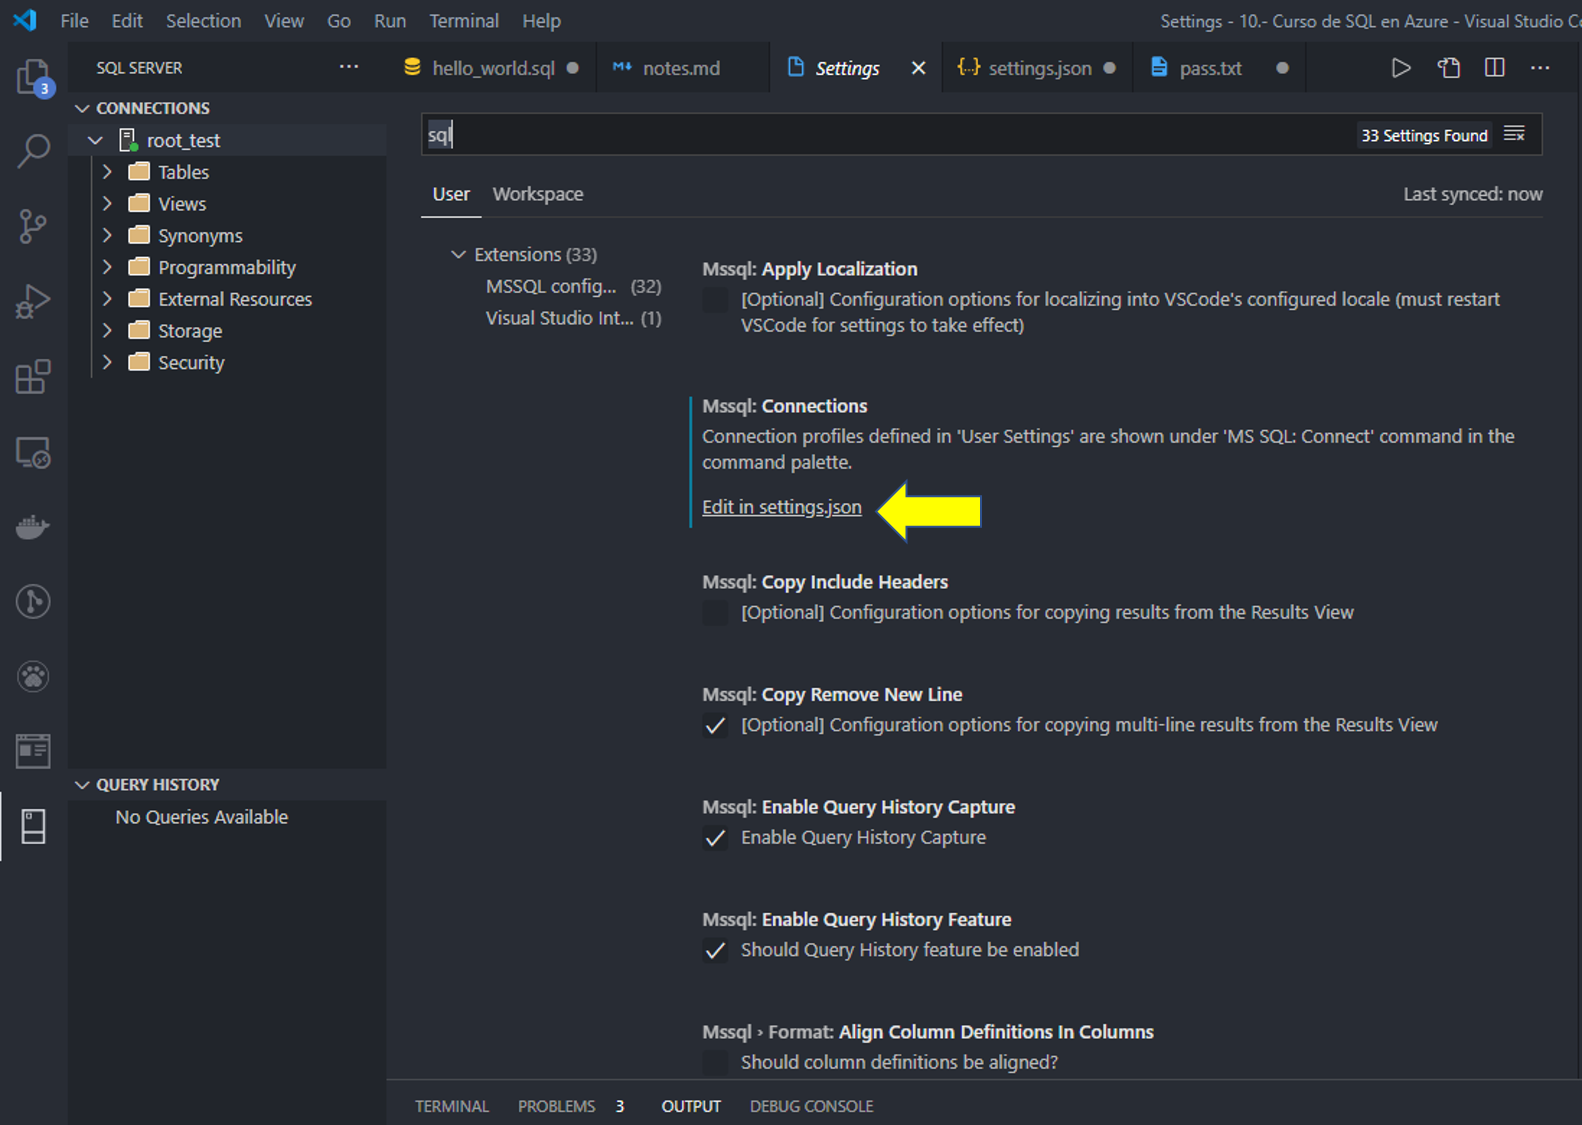 File Edit Selection View Go Run Terminal Help
Settings - 10.- Curso de SQL en Azure - Visual Studio
3
SQL SERVER
hello_world.sql
notes.md
Settings
settings.json
pass.txt
CONNECTIONS
root_test
Tables
Views
Synonyms
Programmability
External Resources
Storage
Security
QUERY HISTORY
No Queries Available
sql
33 Settings Found
User Workspace
Last synced: now
Extensions (33)
MSSQL config... (32)
Visual Studio Int... (1)
Mssql: Apply Localization
[Optional] Configuration options for localizing into VSCode's configured locale (must restart
VSCode for settings to take effect)
Mssql: Connections
Connection profiles defined in 'User Settings' are shown under 'MS SQL: Connect' command in the
command palette.
Edit in settings.json
Mssql: Copy Include Headers
[Optional] Configuration options for copying results from the Results View
Mssql: Copy Remove New Line
[Optional] Configuration options for copying multi-line results from the Results View
Mssql: Enable Query History Capture
Enable Query History Capture
Mssql: Enable Query History Feature
Should Query History feature be enabled
Mssql › Format: Align Column Definitions In Columns
Should column definitions be aligned?
TERMINAL PROBLEMS 3 OUTPUT DEBUG CONSOLE